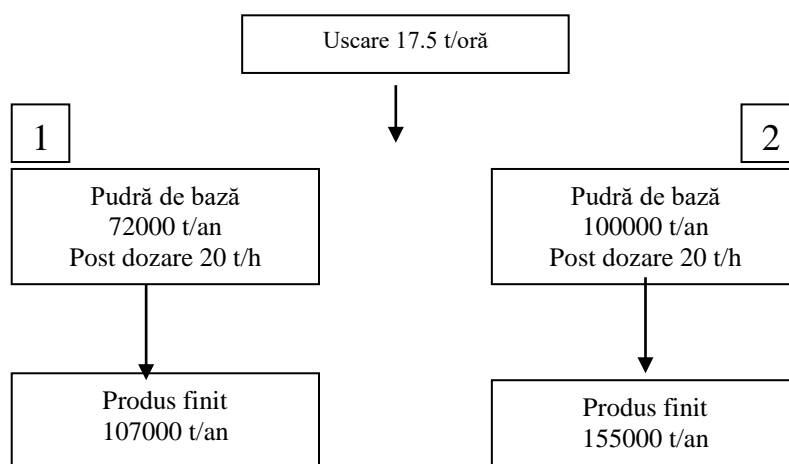 Uscare 17.5 t/oră
1
2
Pudră de bază
72000 t/an
Post dozare 20 t/h
Pudră de bază
100000 t/an
Post dozare 20 t/h
Produs finit
107000 t/an
Produs finit
155000 t/an